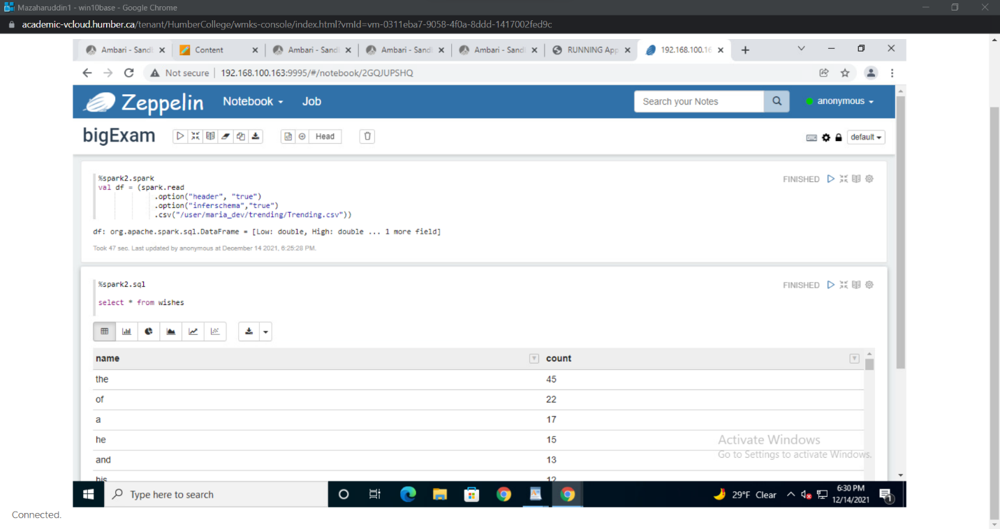 Mazaharuddin1 - win10base - Google Chrome
academic-vcloud.humber.ca/tenant/HumberCollege/wmks-console/index.html?vmId=vm-0311eba7-9058-4f0a-8ddd-1417002fed9c
Ambari - Sand Content Ambari - Sand Ambari - Sand Ambari - Sand RUNNING App 192.168.100.16
Not secure 192.168.100.163:9995/#/notebook/2GQJUPSHQ
Zeppelin Notebook Job Search your Notes anonymous
bigExam Head default
%spark2.spark FINISHED
val df = (spark.read
.option("header", "true")
.option("inferschema","true")
.csv("/user/maria_dev/trending/Trending.csv"))
df: org.apache.spark.sql.DataFrame = [Low: double, High: double ... 1 more field]
Took 47 sec. Last updated by anonymous at December 14 2021, 6:25:28 PM.
%spark2.sql FINISHED
select * from wishes
name count
the 45
of 22
a 17
he 15
and 13
his 12
Activate Windows
Go to Settings to activate Windows.
Type here to search 29°F Clear 6:30 PM
12/14/2021
1
Connected.